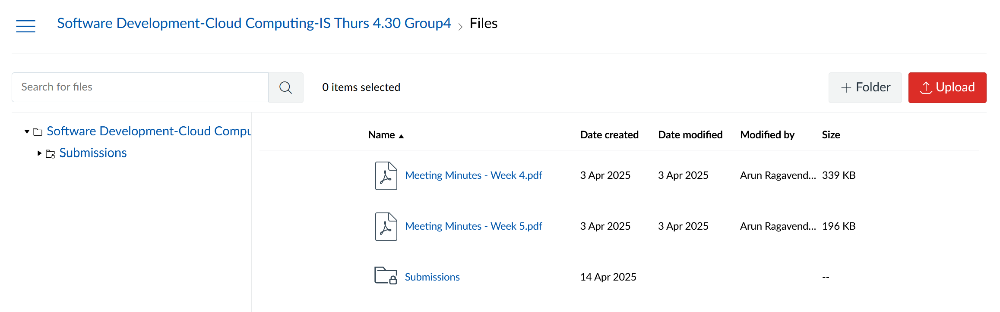 Software Development-Cloud Computing-IS Thurs 4.30 Group4 > Files
Search for files
0 items selected
+ Folder
Upload
Software Development-Cloud Compu
Submissions
Name Date created Date modified Modified by Size
Meeting Minutes - Week 4.pdf 3 Apr 2025 3 Apr 2025 Arun Ragavend... 339 KB
Meeting Minutes - Week 5.pdf 3 Apr 2025 3 Apr 2025 Arun Ragavend... 196 KB
Submissions 14 Apr 2025 --